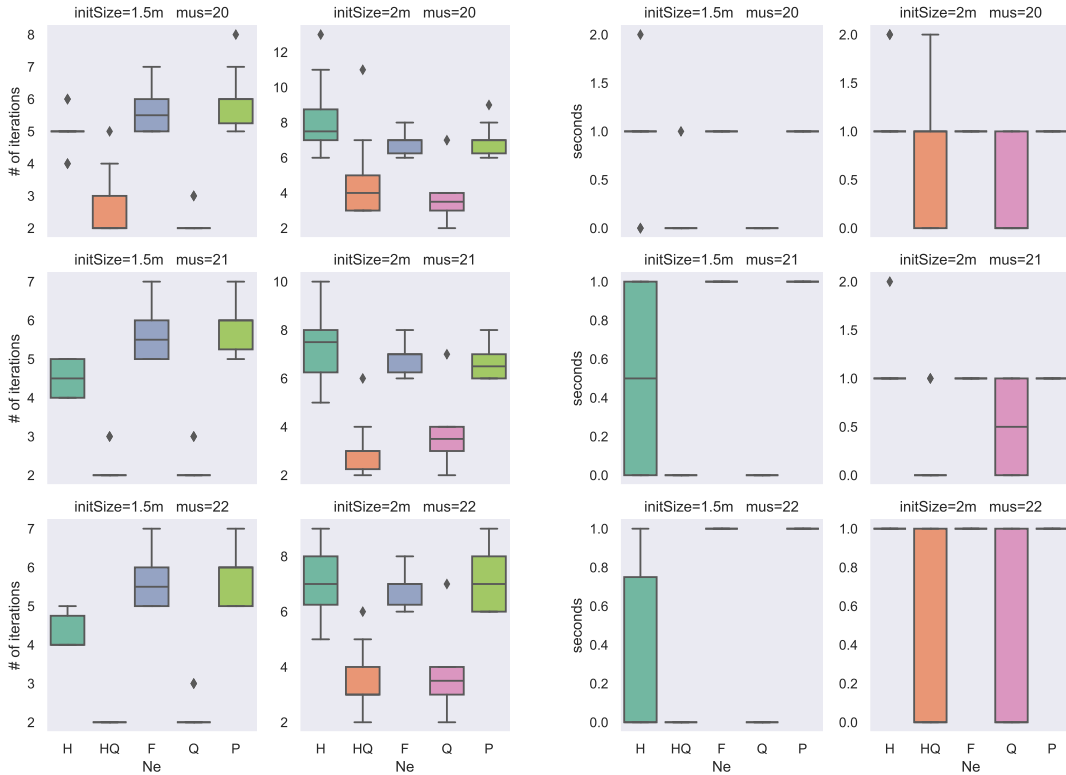 initSize=1.5m mus=20
initSize=2m mus=20
initSize=1.5m mus=20
initSize=2m mus=20
# of iterations
8
7
6
5
4
3
2
12
10
8
6
4
2
seconds
2.0
1.5
1.0
0.5
0.0
2.0
1.5
1.0
0.5
0.0
initSize=1.5m mus=21
initSize=2m mus=21
initSize=1.5m mus=21
initSize=2m mus=21
# of iterations
7
6
5
4
3
2
10
8
6
4
2
seconds
1.0
0.8
0.6
0.4
0.2
0.0
2.0
1.5
1.0
0.5
0.0
initSize=1.5m mus=22
initSize=2m mus=22
initSize=1.5m mus=22
initSize=2m mus=22
# of iterations
7
6
5
4
3
2
8
6
4
2
seconds
1.0
0.8
0.6
0.4
0.2
0.0
1.0
0.8
0.6
0.4
0.2
0.0
H HQ F Q P
H HQ F Q P
H HQ F Q P
H HQ F Q P
Ne
Ne
Ne
Ne